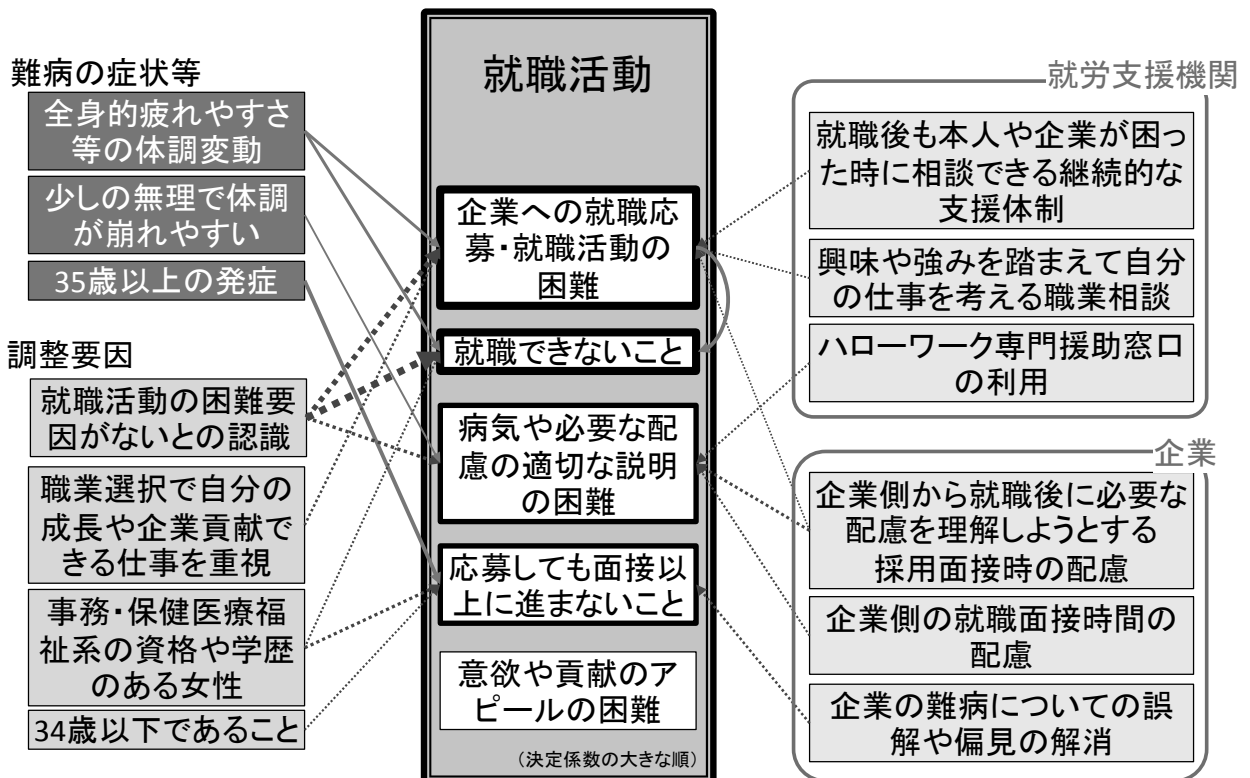 難病の症状等
全身的疲れやすさ
等の体調変動
少しの無理で体調
が崩れやすい
35歳以上の発症
調整要因
就職活動の困難要
因がないとの認識
職業選択で自分の
成長や企業貢献で
きる仕事を重視
事務・保健医療福
祉系の資格や学歴
のある女性
34歳以下であること
就職活動
企業への就職応
募・就職活動の
困難
就職できないこと
病気や必要な配
慮の適切な説明
の困難
応募しても面接以
上に進まないこと
意欲や貢献のア
ピールの困難
（決定係数の大きな順）
就労支援機関
就職後も本人や企業が困っ
た時に相談できる継続的な
支援体制
興味や強みを踏まえて自分
の仕事を考える職業相談
ハローワーク専門援助窓口
の利用
企業
企業側から就職後に必要な
配慮を理解しようとする
採用面接時の配慮
企業側の就職面接時間の
配慮
企業の難病についての誤
解や偏見の解消